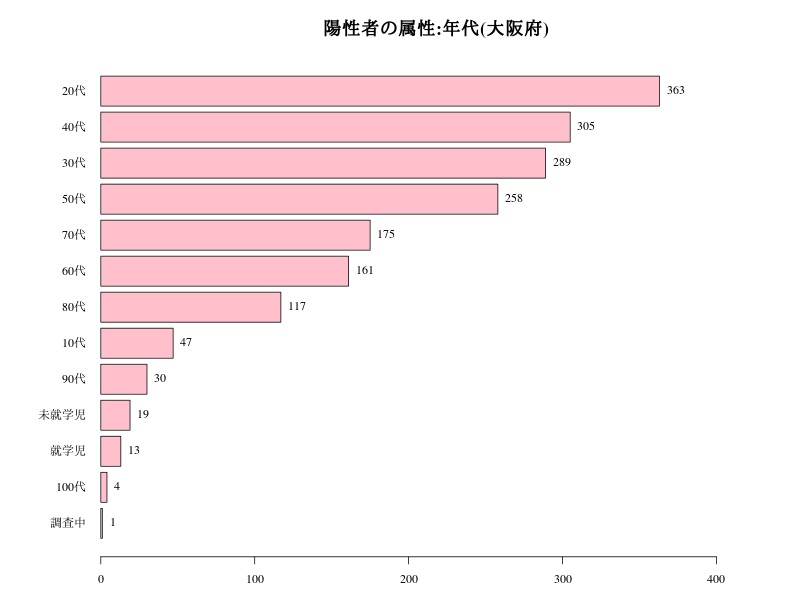 陽性者の属性:年代(大阪府)
20代 363
40代 305
30代 289
50代 258
70代 175
60代 161
80代 117
10代 47
90代 30
未就学児 19
就学児 13
100代 4
調査中 1
0 100 200 300 400